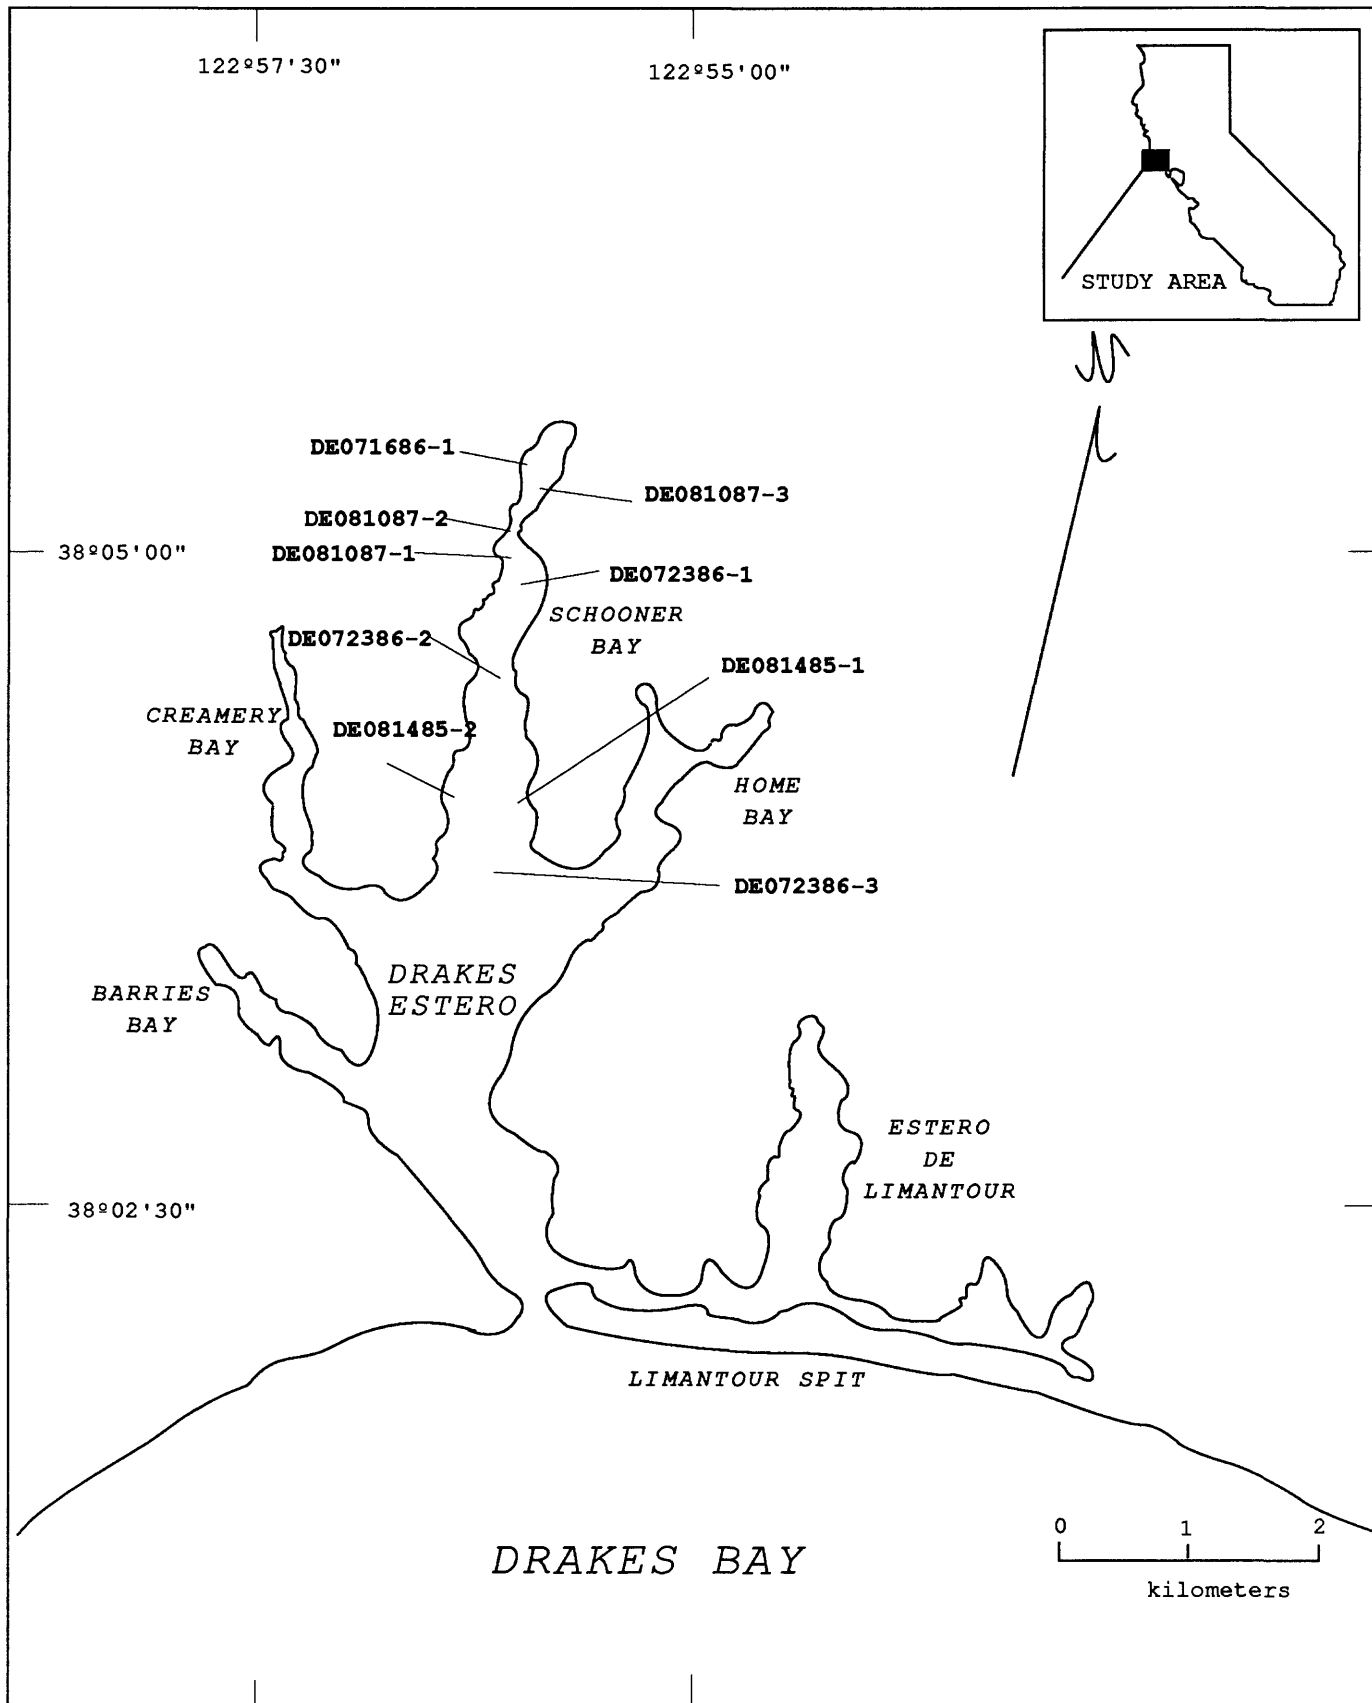 122º57'30"
122º55'00"
STUDY AREA
N
DE071686-1
DE081087-3
DE081087-2
38º05'00"
DE081087-1
DE072386-1
SCHOONER
BAY
DE072386-2
DE081485-1
CREAMERY
BAY
DE081485-2
HOME
BAY
DE072386-3
DRAKES
ESTERO
BARRIES
BAY
ESTERO
DE
LIMANTOUR
38º02'30"
LIMANTOUR SPIT
DRAKES BAY
0 1 2
kilometers